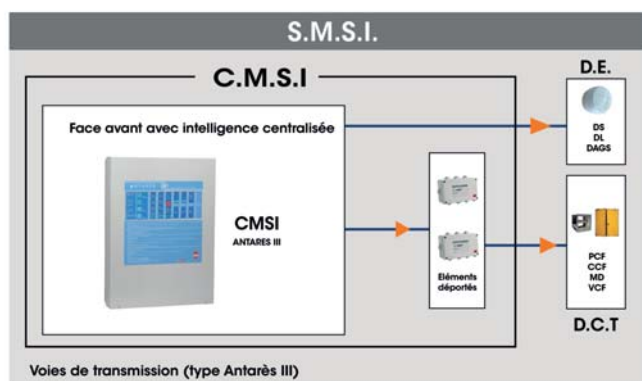 S.M.S.I.
C.M.S.I
D.E.
Face avant avec intelligence centralisée
DS
DL
DAGS
CMSI
ANTARES III
Eléments
déportés
PCF
CCF
MD
VCF
D.C.T
Voies de transmission (type Antarès III)